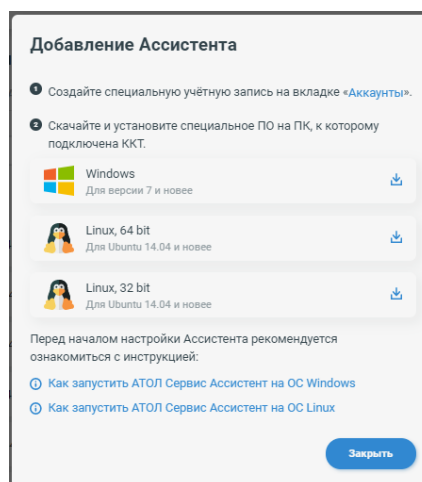 Добавление Ассистента
1 Создайте специальную учётную запись на вкладке «Аккаунты».
2 Скачайте и установите специальное ПО на ПК, к которому
подключена ККТ.
Windows
Для версии 7 и новее
Linux, 64 bit
Для Ubuntu 14.04 и новее
Linux, 32 bit
Для Ubuntu 14.04 и новее
Перед началом настройки Ассистента рекомендуется
ознакомиться с инструкцией:
Как запустить АТОЛ Сервис Ассистент на ОС Windows
Как запустить АТОЛ Сервис Ассистент на ОС Linux
Закрыть